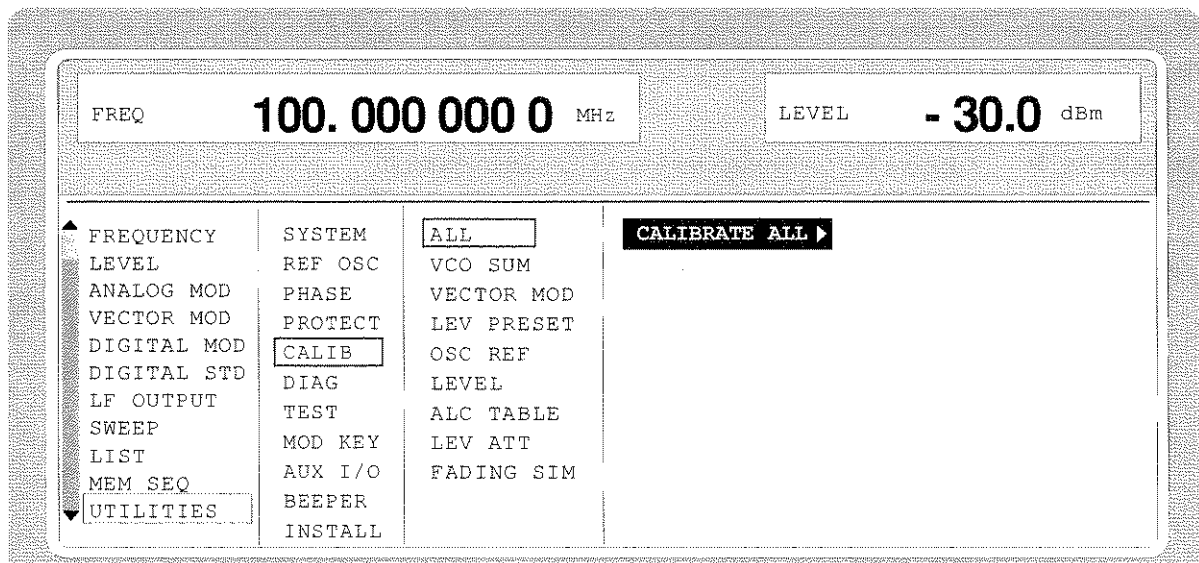 FREQ 100. 000 000 0 MHz
LEVEL - 30.0 dBm
FREQUENCY
LEVEL
ANALOG MOD
VECTOR MOD
DIGITAL MOD
DIGITAL STD
LF OUTPUT
SWEEP
LIST
MEM SEQ
UTILITIES
SYSTEM
REF OSC
PHASE
PROTECT
CALIB
DIAG
TEST
MOD KEY
AUX I/O
BEEPER
INSTALL
ALL
VCO SUM
VECTOR MOD
LEV PRESET
OSC REF
LEVEL
ALC TABLE
LEV ATT
FADING SIM
CALIBRATE ALL